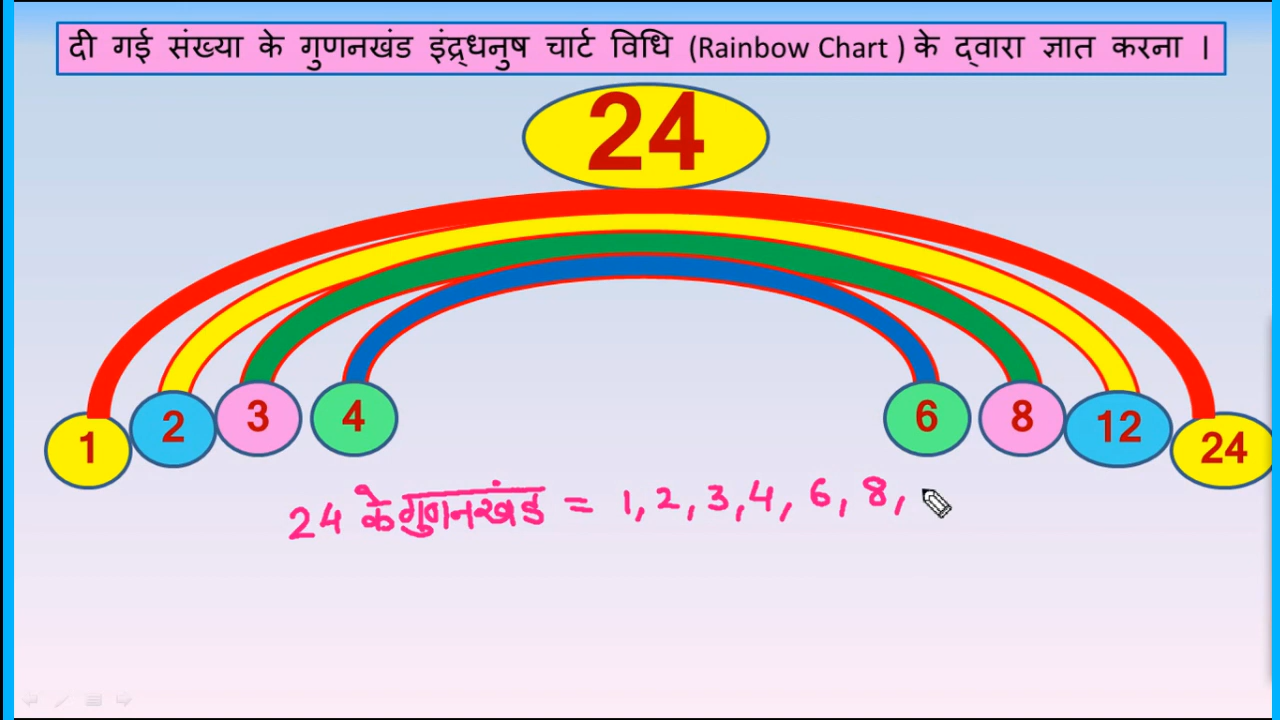 दी गई संख्या के गुणनखंड इंद्र्धनुष चार्ट विधि (Rainbow Chart ) के द्वारा ज्ञात करना ।
24
1 2 3 4 6 8 12 24
24 के गुणनखंड = 1, 2, 3, 4, 6, 8,